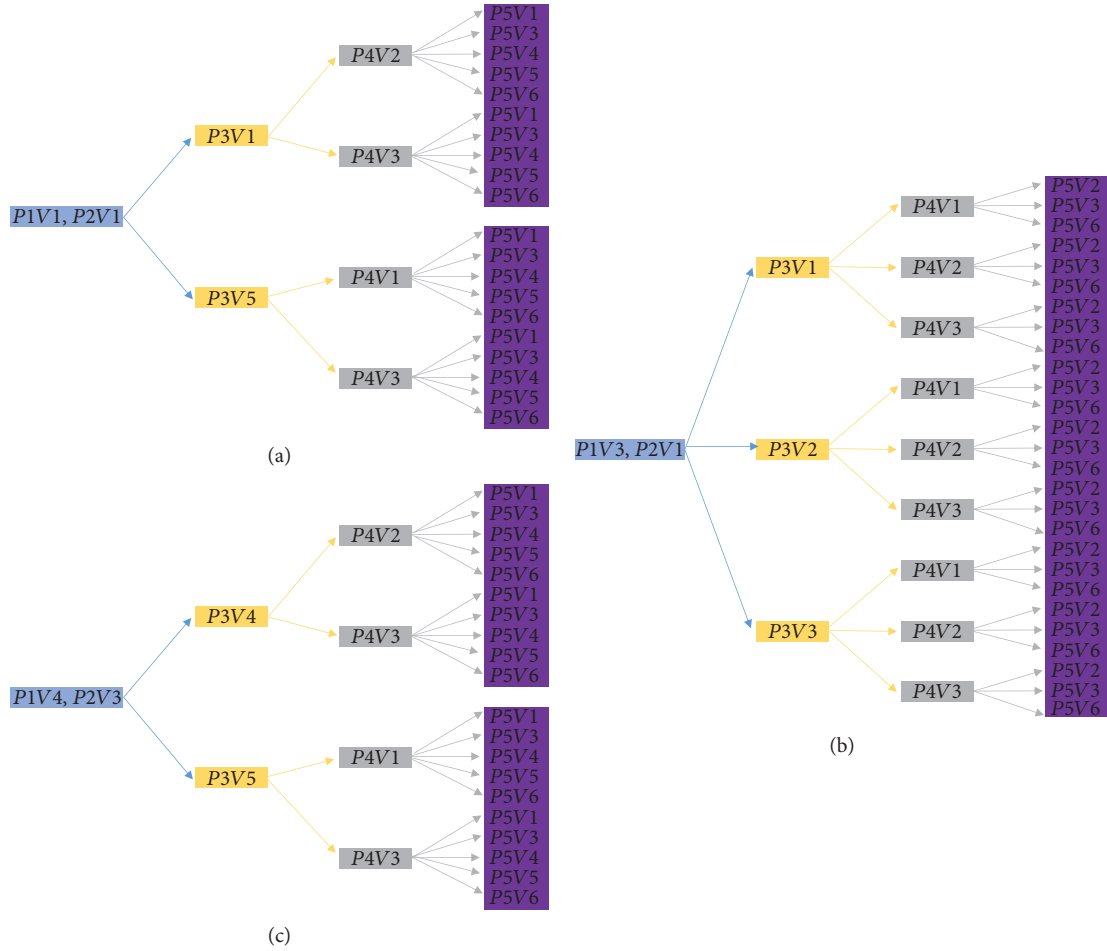 P1V1, P2V1
P3V1
P4V2
P5V1
P5V3
P5V4
P5V5
P5V6
P4V3
P5V1
P5V3
P5V4
P5V5
P5V6
P3V5
P4V1
P5V1
P5V3
P5V4
P5V5
P5V6
P4V3
P5V1
P5V3
P5V4
P5V5
P5V6
(a)
P1V3, P2V1
P3V1
P4V1
P5V2
P5V3
P5V6
P4V2
P5V2
P5V3
P5V6
P4V3
P5V2
P5V3
P5V6
P3V2
P4V1
P5V2
P5V3
P5V6
P4V2
P5V2
P5V3
P5V6
P4V3
P5V2
P5V3
P5V6
P3V3
P4V1
P5V2
P5V3
P5V6
P4V2
P5V2
P5V3
P5V6
P4V3
P5V2
P5V3
P5V6
(b)
P1V4, P2V3
P3V4
P4V2
P5V1
P5V3
P5V4
P5V5
P5V6
P4V3
P5V1
P5V3
P5V4
P5V5
P5V6
P3V5
P4V1
P5V1
P5V3
P5V4
P5V5
P5V6
P4V3
P5V1
P5V3
P5V4
P5V5
P5V6
(c)